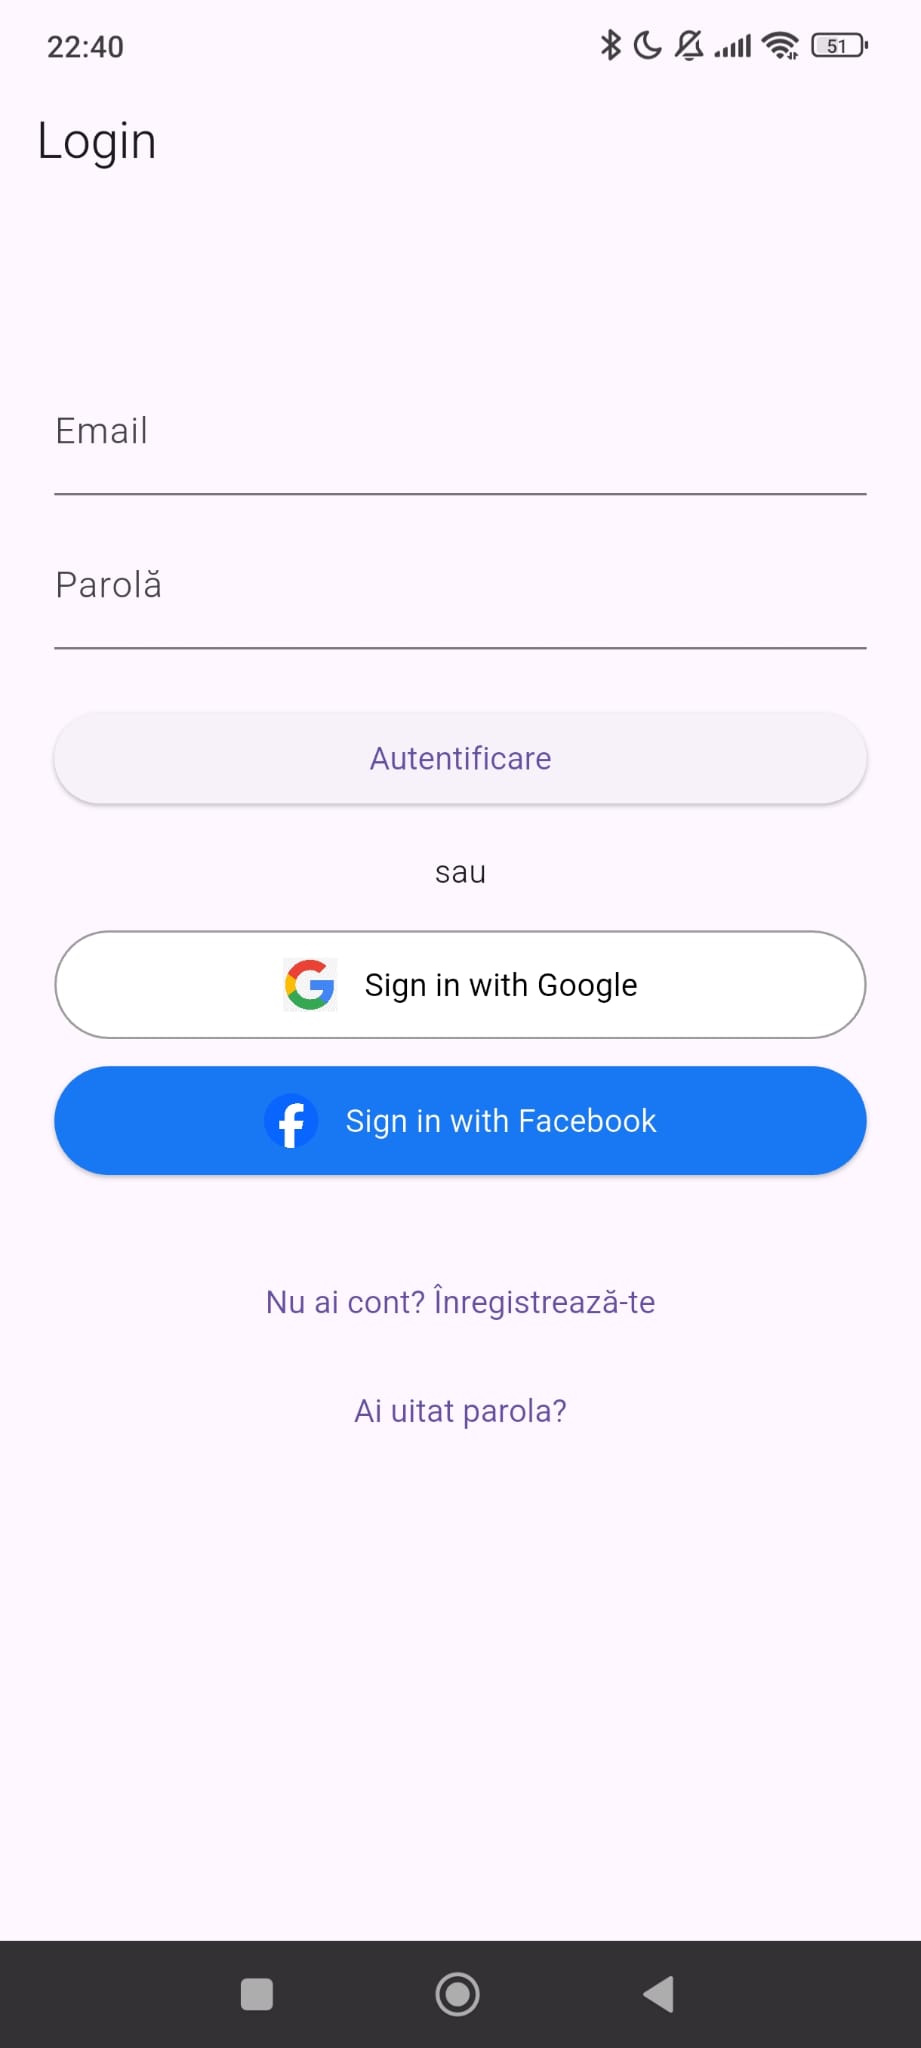 22:40
51
Login
Email
Parolă
Autentificare
sau
Sign in with Google
Sign in with Facebook
Nu ai cont? Înregistrează-te
Ai uitat parola?